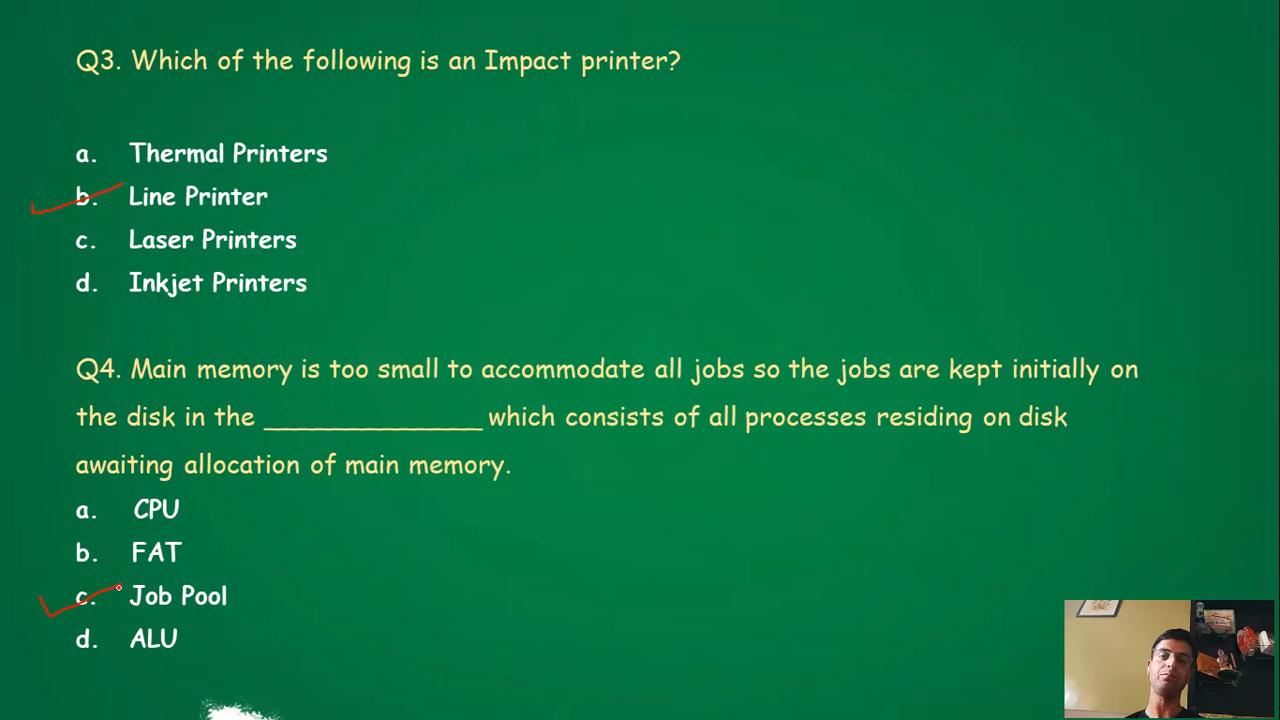 Q3. Which of the following is an Impact printer?
a. Thermal Printers
b. Line Printer
c. Laser Printers
d. Inkjet Printers
Q4. Main memory is too small to accommodate all jobs so the jobs are kept initially on
the disk in the _____________ which consists of all processes residing on disk
awaiting allocation of main memory.
a. CPU
b. FAT
c. Job Pool
d. ALU